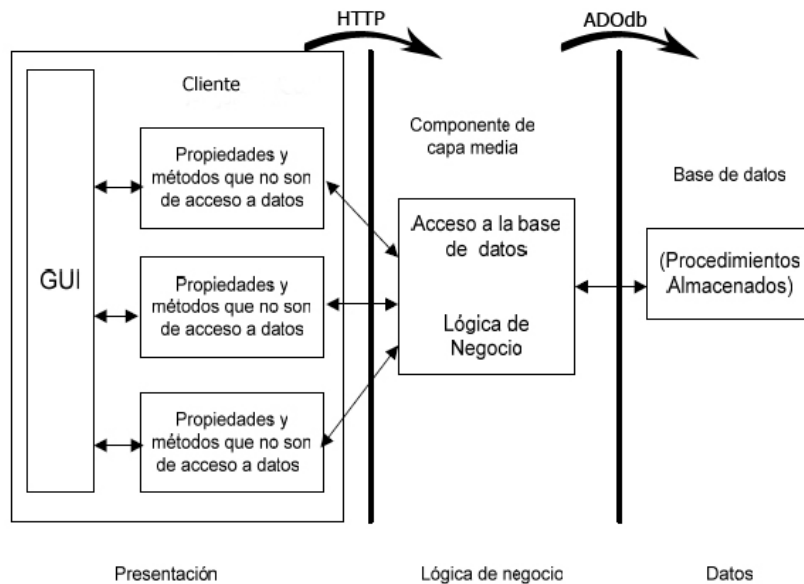 HTTP
ADOdb
Cliente
GUI
Propiedades y
métodos que no son
de acceso a datos
Propiedades y
métodos que no son
de acceso a datos
Propiedades y
métodos que no son
de acceso a datos
Componente de
capa media
Acceso a la base
de datos
Lógica de
Negocio
Base de datos
(Procedimientos
Almacenados)
Presentación
Lógica de negocio
Datos